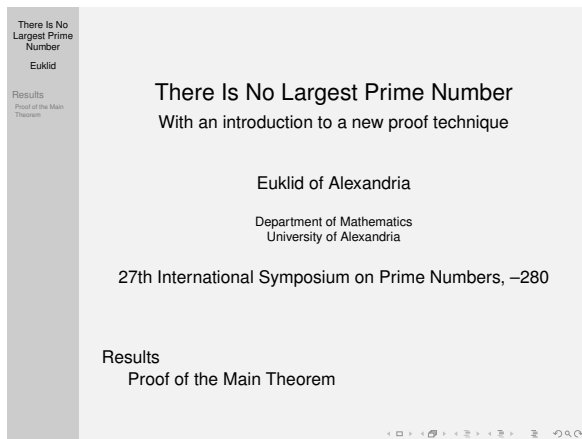 There Is No
Largest Prime
Number
Euklid
Results
Proof of the Main
Theorem
There Is No Largest Prime Number
With an introduction to a new proof technique
Euklid of Alexandria
Department of Mathematics
University of Alexandria
27th International Symposium on Prime Numbers, –280
Results
Proof of the Main Theorem